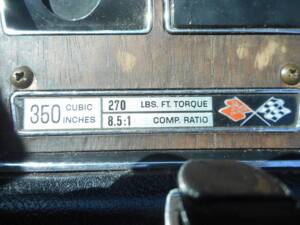 350 CUBIC INCHES
270 LBS. FT. TORQUE
8.5:1 COMP. RATIO